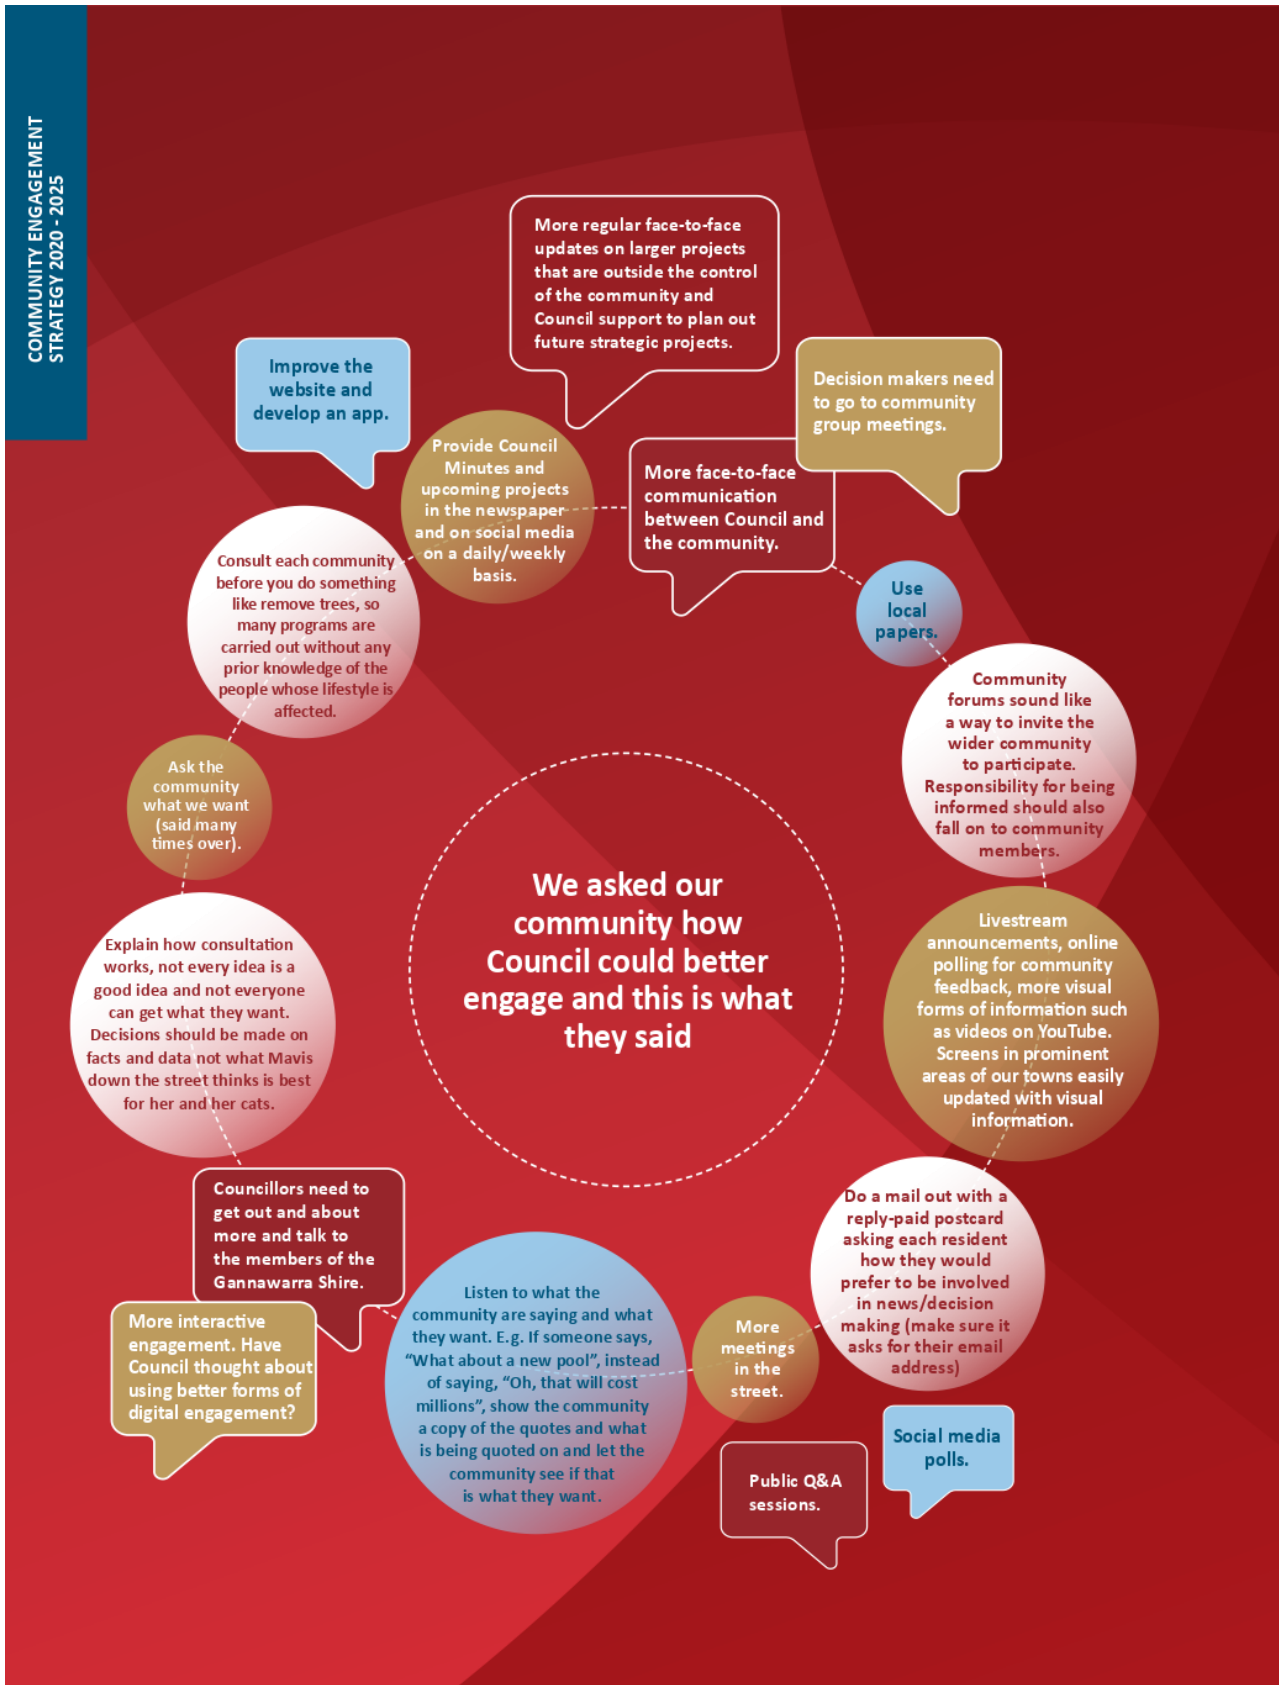 COMMUNITY ENGAGEMENT
STRATEGY 2020 - 2025
More regular face-to-face
updates on larger projects
that are outside the control
of the community and
Council support to plan out
future strategic projects.
Improve the
website and
develop an app.
Decision makers need
to go to community
group meetings.
Provide Council
Minutes and
upcoming projects
in the newspaper
and on social media
on a daily/weekly
basis.
More face-to-face
communication
between Council and
the community.
Consult each community
before you do something
like remove trees, so
many programs are
carried out without any
prior knowledge of the
people whose lifestyle is
affected.
Use
local
papers.
Community
forums sound like
a way to invite the
wider community
to participate.
Responsibility for being
informed should also
fall on to community
members.
Ask the
community
what we want
(said many
times over).
We asked our
community how
Council could better
engage and this is what
they said
Explain how consultation
works, not every idea is a
good idea and not everyone
can get what they want.
Decisions should be made on
facts and data not what Mavis
down the street thinks is best
for her and her cats.
Livestream
announcements, online
polling for community
feedback, more visual
forms of information such
as videos on YouTube.
Screens in prominent
areas of our towns easily
updated with visual
information.
Councillors need to
get out and about
more and talk to
the members of the
Gannawarra Shire.
Do a mail out with a
reply-paid postcard
asking each resident
how they would
prefer to be involved
in news/decision
making (make sure it
asks for their email
address)
More interactive
engagement. Have
Council thought about
using better forms of
digital engagement?
Listen to what the
community are saying and what
they want. E.g. If someone says,
“What about a new pool”, instead
of saying, “Oh, that will cost
millions”, show the community
a copy of the quotes and what
is being quoted on and let the
community see if that
is what they want.
More
meetings
in the
street.
Social media
polls.
Public Q&A
sessions.